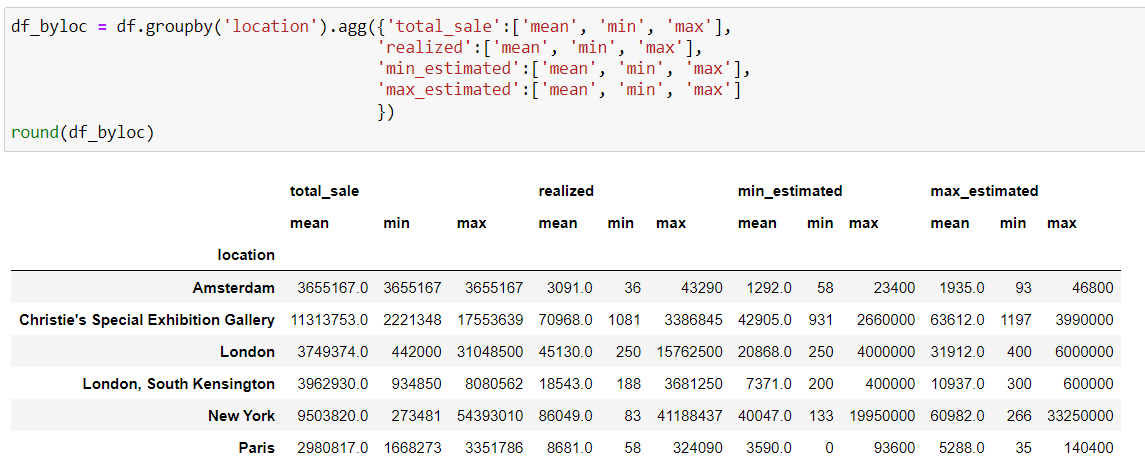 df_byloc = df.groupby('location').agg({'total_sale':['mean', 'min', 'max'],
'realized':['mean', 'min', 'max'],
'min_estimated':['mean', 'min', 'max'],
'max_estimated':['mean', 'min', 'max']
})
round(df_byloc)
total_sale realized min_estimated max_estimated
mean min max mean min max mean min max mean min max
location
Amsterdam 3655167.0 3655167 3655167 3091.0 36 43290 1292.0 58 23400 1935.0 93 46800
Christie's Special Exhibition Gallery 11313753.0 2221348 17553639 70968.0 1081 3386845 42905.0 931 2660000 63612.0 1197 3990000
London 3749374.0 442000 31048500 45130.0 250 15762500 20868.0 250 4000000 31912.0 400 6000000
London, South Kensington 3962930.0 934850 8080562 18543.0 188 3681250 7371.0 200 400000 10937.0 300 600000
New York 9503820.0 273481 54393010 86049.0 83 41188437 40047.0 133 19950000 60982.0 266 33250000
Paris 2980817.0 1668273 3351786 8681.0 58 324090 3590.0 0 93600 5288.0 35 140400